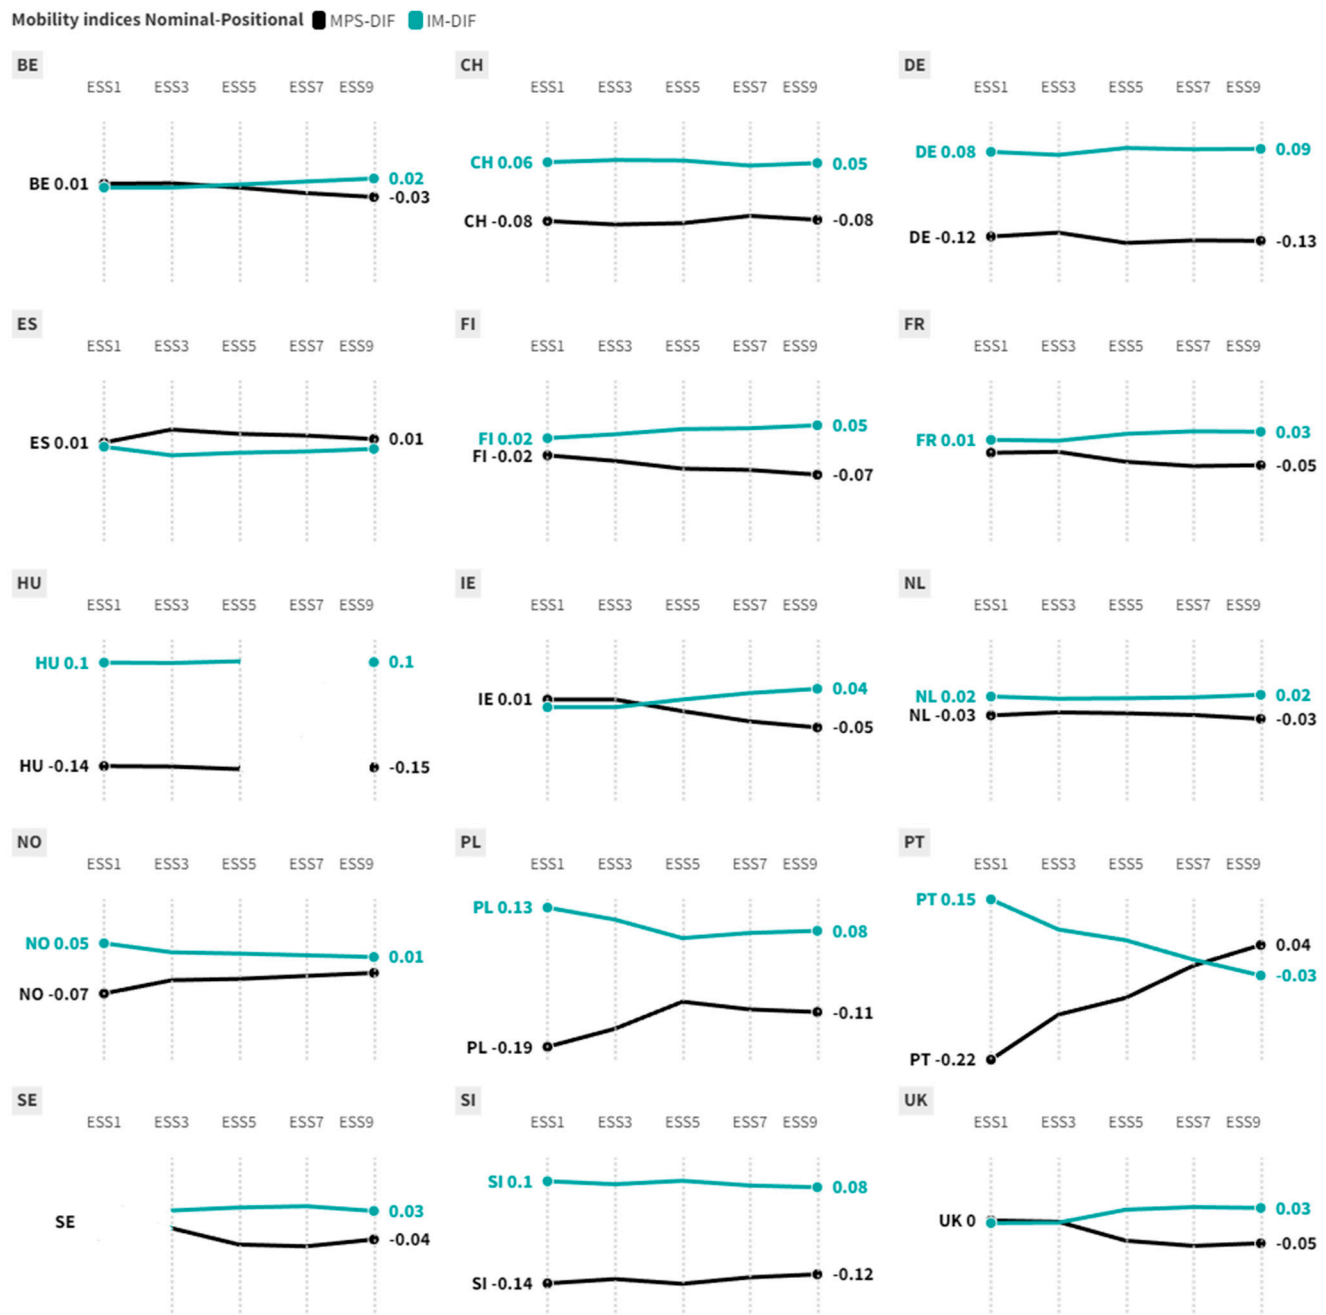 Mobility indices Nominal-Positional MPS-DIF IM-DIF
BE CH DE
ESS1 ESS3 ESS5 ESS7 ESS9 ESS1 ESS3 ESS5 ESS7 ESS9 ESS1 ESS3 ESS5 ESS7 ESS9
BE 0.01 0.02 -0.03
CH 0.06 0.05
CH -0.08 -0.08
DE 0.08 0.09
DE -0.12 -0.13
ES FI FR
ESS1 ESS3 ESS5 ESS7 ESS9 ESS1 ESS3 ESS5 ESS7 ESS9 ESS1 ESS3 ESS5 ESS7 ESS9
ES 0.01 0.01
FI 0.02 0.05
FI -0.02 -0.07
FR 0.01 0.03
-0.05
HU IE NL
ESS1 ESS3 ESS5 ESS7 ESS9 ESS1 ESS3 ESS5 ESS7 ESS9 ESS1 ESS3 ESS5 ESS7 ESS9
HU 0.1 0.1
HU -0.14 -0.15
IE 0.01 0.04
-0.05
NL 0.02 0.02
NL -0.03 -0.03
NO PL PT
ESS1 ESS3 ESS5 ESS7 ESS9 ESS1 ESS3 ESS5 ESS7 ESS9 ESS1 ESS3 ESS5 ESS7 ESS9
NO 0.05 0.01
NO -0.07
PL 0.13 0.08
PL -0.19 -0.11
PT 0.15 0.04
-0.03
PT -0.22
SE SI UK
ESS1 ESS3 ESS5 ESS7 ESS9 ESS1 ESS3 ESS5 ESS7 ESS9 ESS1 ESS3 ESS5 ESS7 ESS9
SE 0.03
-0.04
SI 0.1 0.08
SI -0.14 -0.12
UK 0 0.03
-0.05